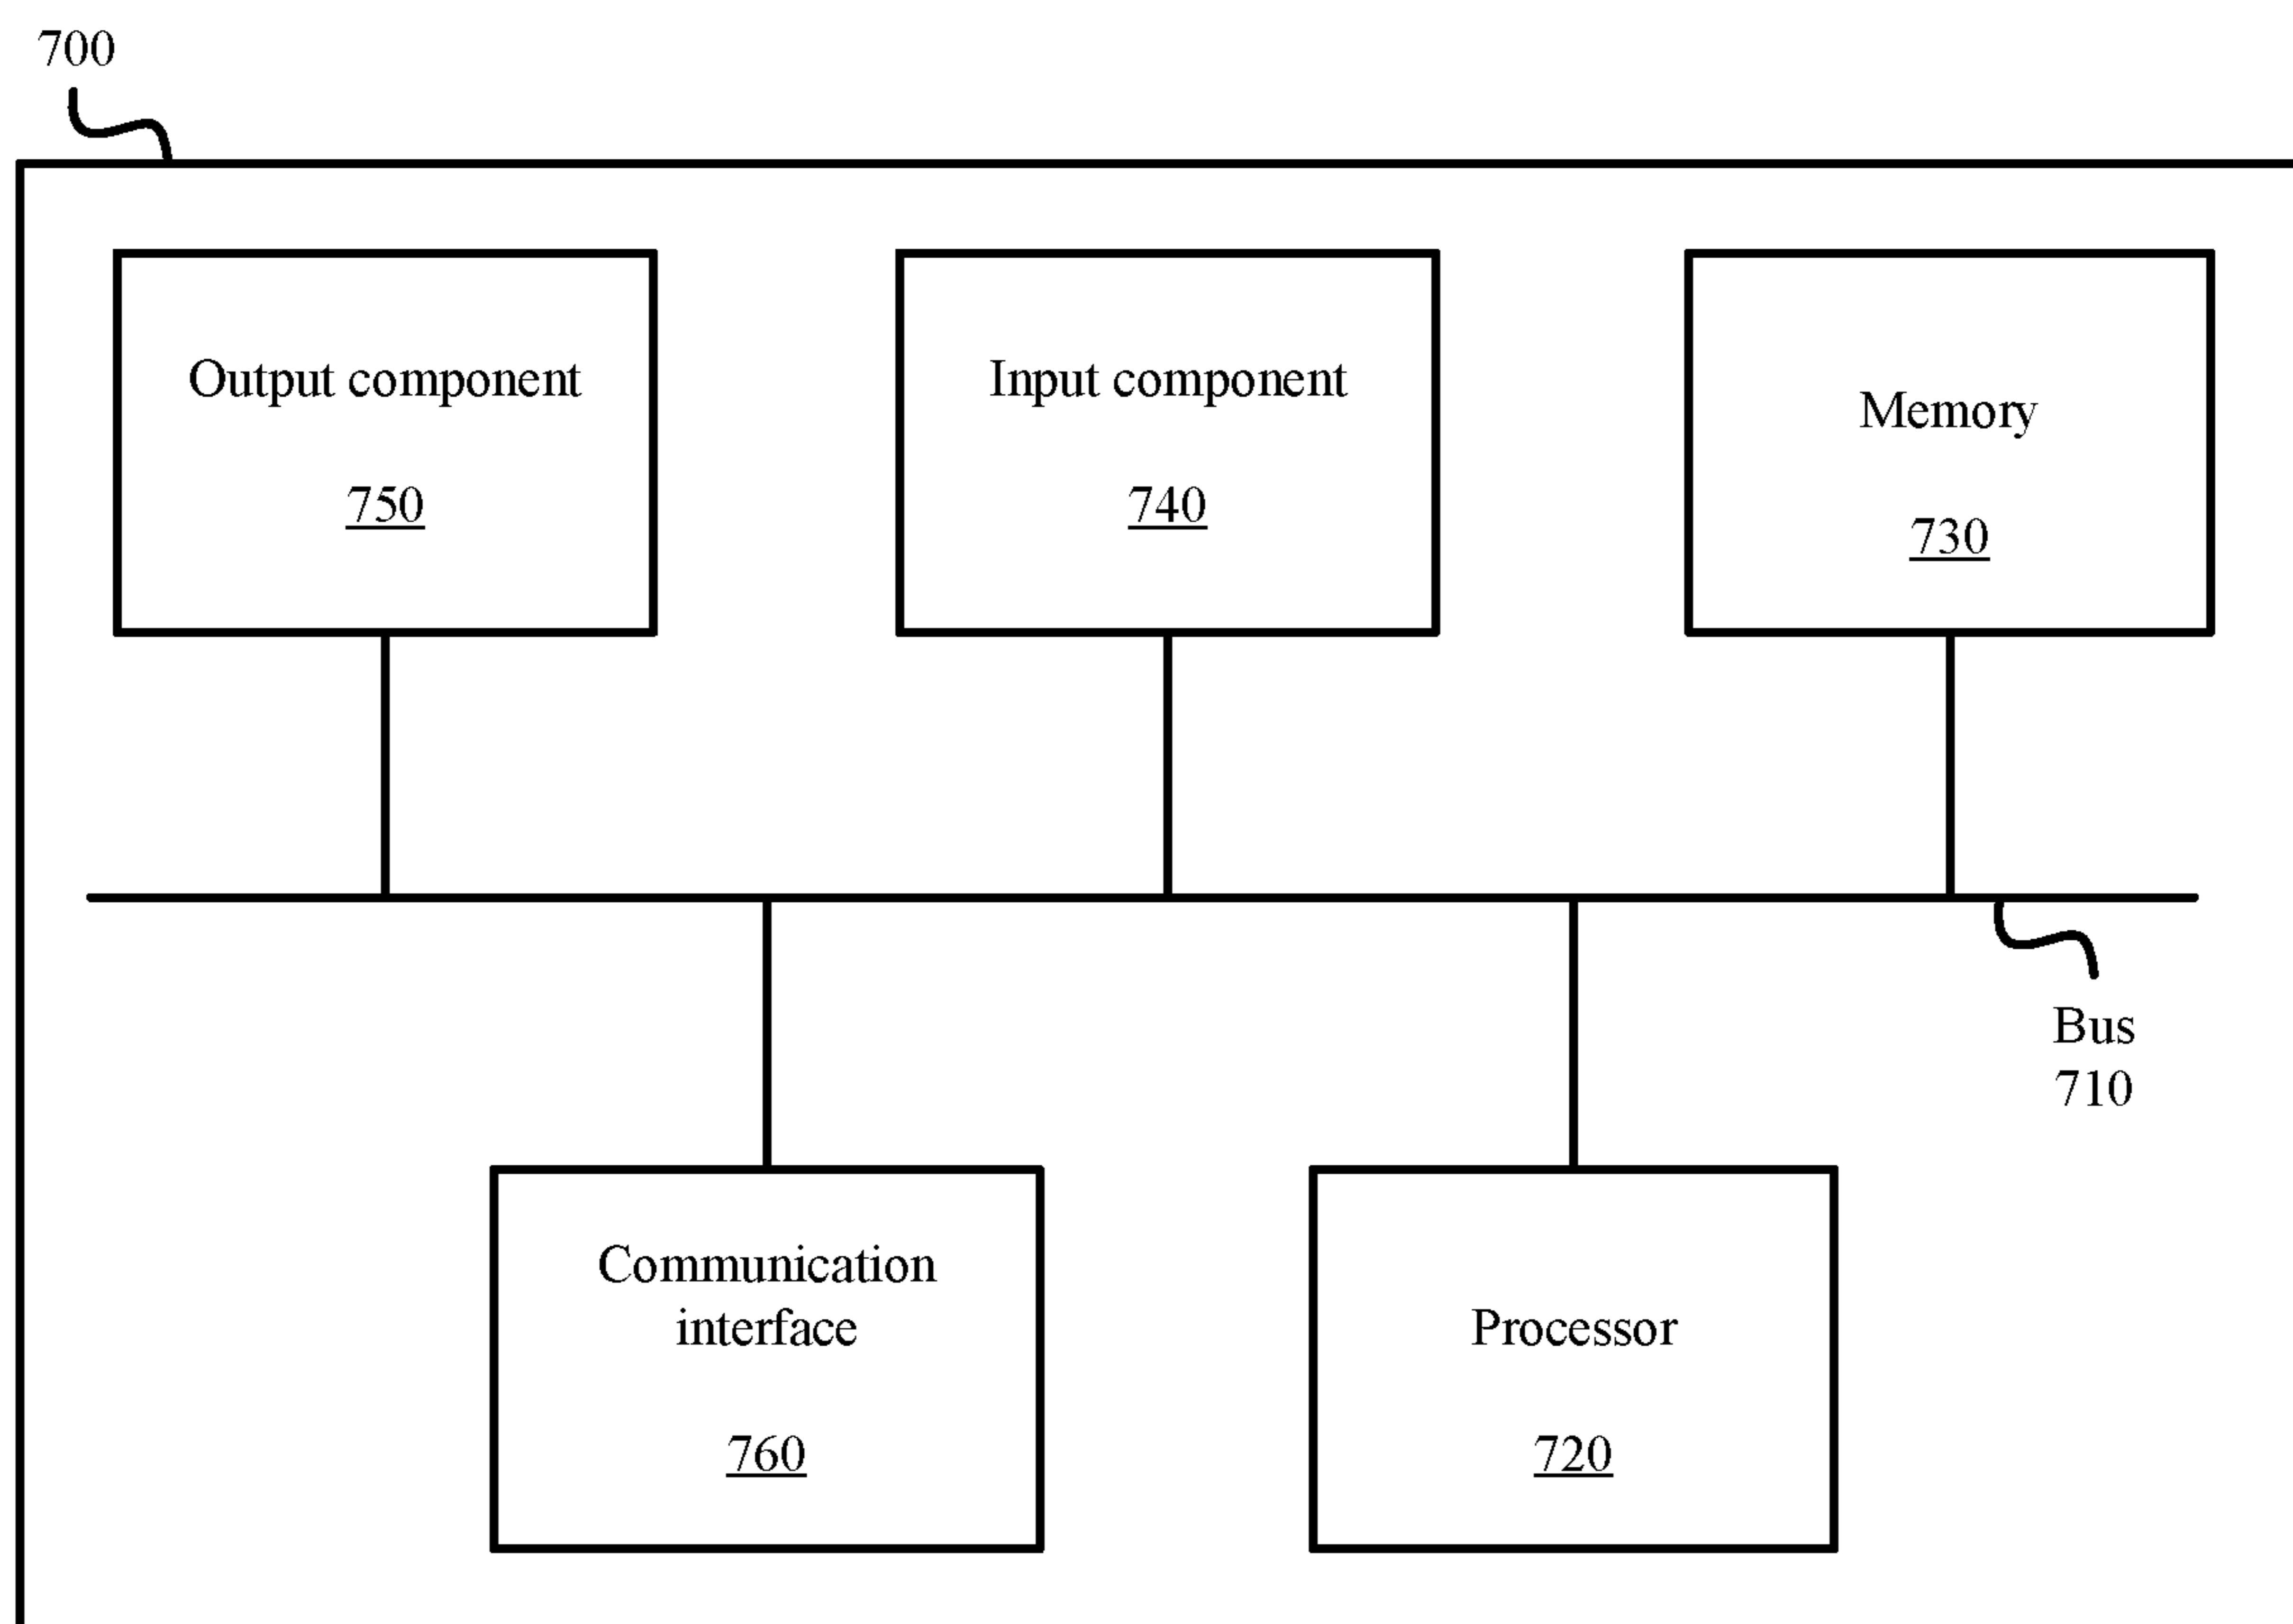 700
Output component
750
Input component
740
Memory
730
Bus
710
Communication
interface
760
Processor
720